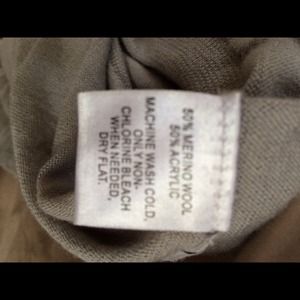 50% MERINO WOOL
50% ACRYLIC
MACHINE WASH COLD,
ONLY NON-
CHLORINE BLEACH
WHEN NEEDED,
DRY FLAT.